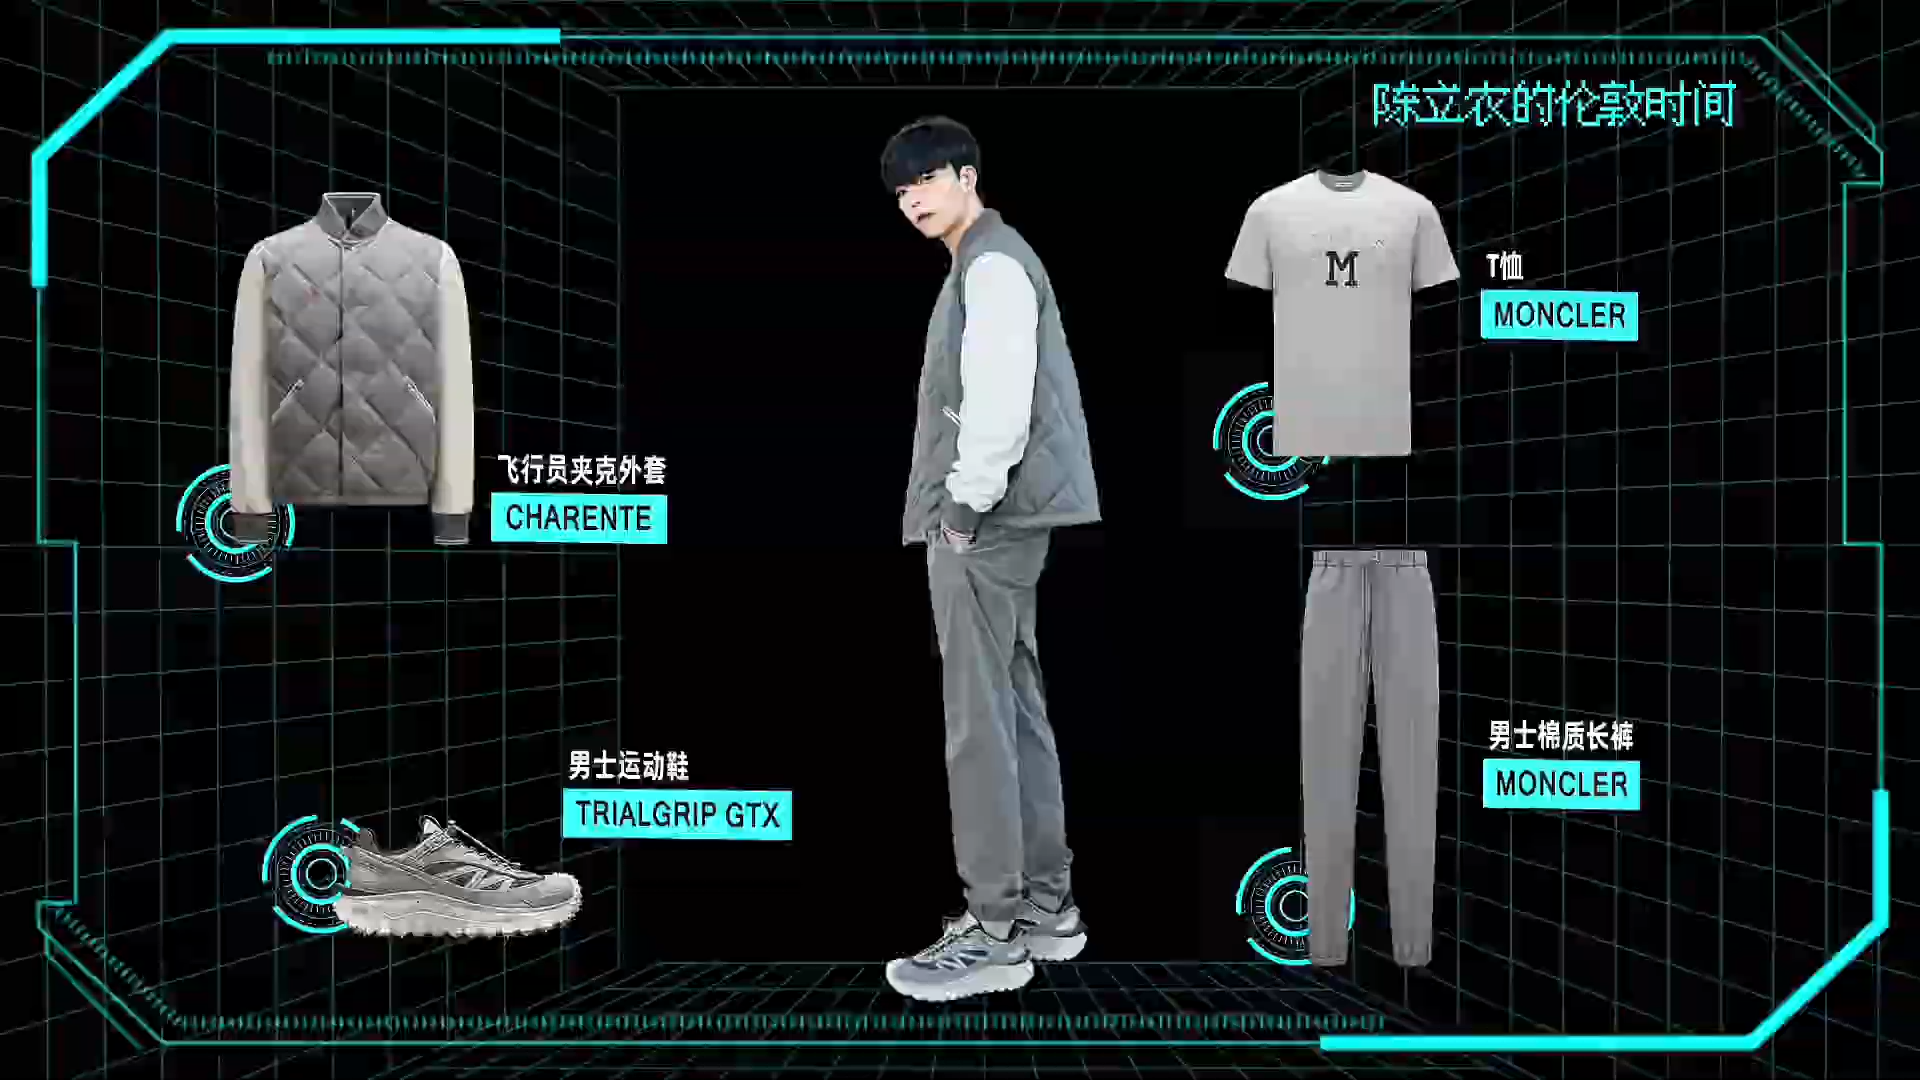 陈立农的伦敦时间
M
T恤
MONCLER
飞行员夹克外套
CHARENTE
男士棉质长裤
MONCLER
男士运动鞋
TRIALGRIP GTX